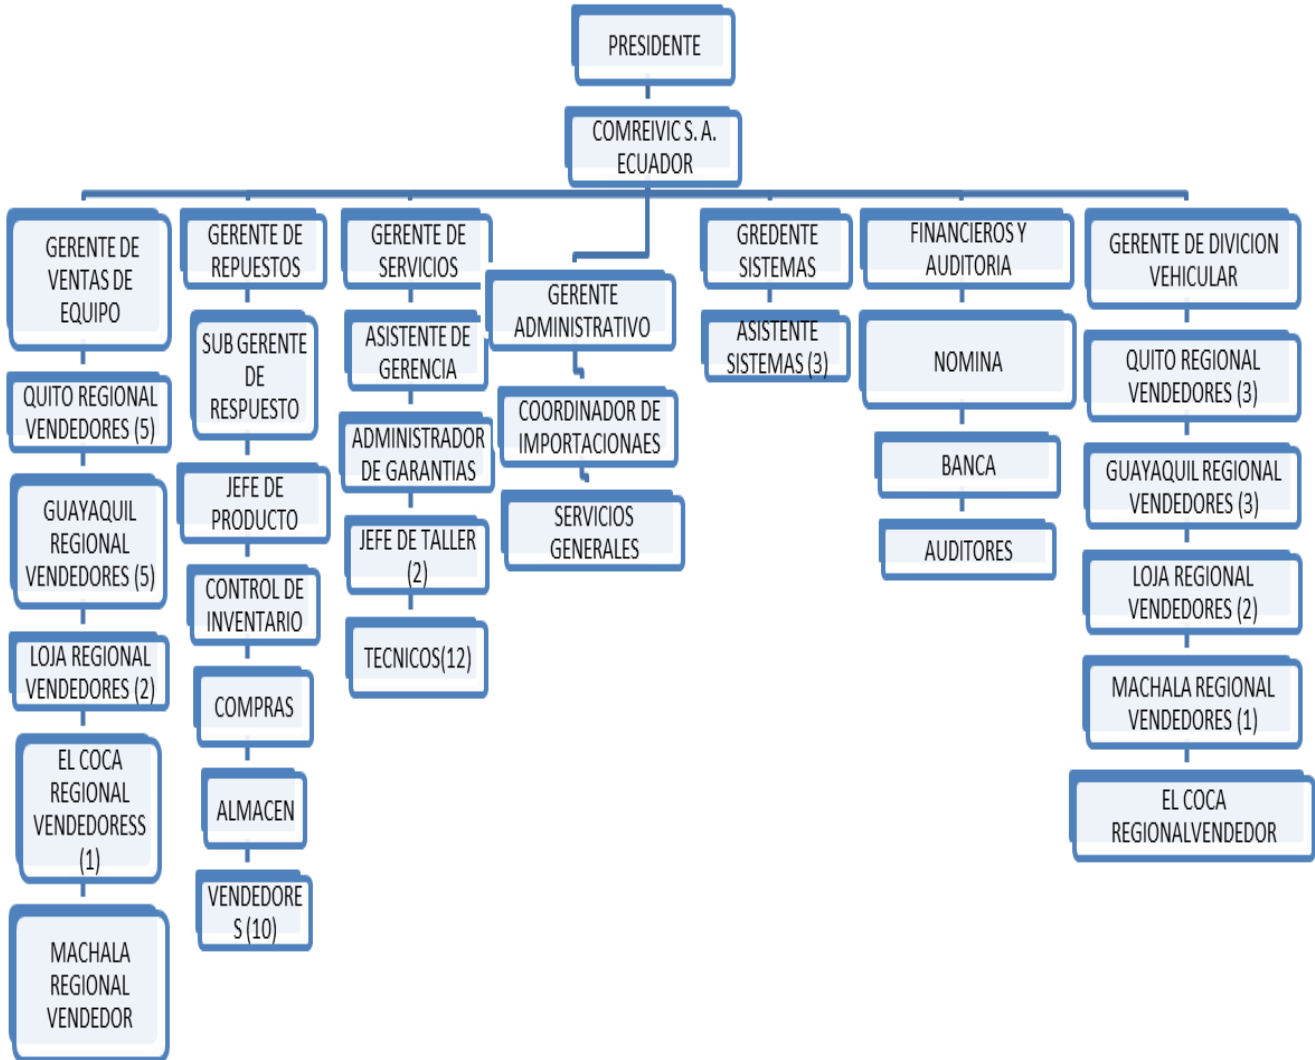 PRESIDENTE
COMREIVIC S. A.
ECUADOR
GERENTE DE
VENTAS DE
EQUIPO
QUITO REGIONAL
VENDEDORES (5)
GUAYAQUIL
REGIONAL
VENDEDORES (5)
LOJA REGIONAL
VENDEDORES (2)
EL COCA
REGIONAL
VENDEDORESS
(1)
MACHALA
REGIONAL
VENDEDOR
GERENTE DE
REPUESTOS
SUB GERENTE
DE
RESPUESTO
JEFE DE
PRODUCTO
CONTROL DE
INVENTARIO
COMPRAS
ALMACEN
VENDEDORE
S (10)
GERENTE DE
SERVICIOS
ASISTENTE DE
GERENCIA
ADMINISTRADOR
DE GARANTIAS
JEFE DE TALLER
(2)
TECNICOS(12)
GERENTE
ADMINISTRATIVO
COORDINADOR DE
IMPORTACIONAES
SERVICIOS
GENERALES
GREDENTE
SISTEMAS
ASISTENTE
SISTEMAS (3)
FINANCIEROS Y
AUDITORIA
NOMINA
BANCA
AUDITORES
GERENTE DE DIVICION
VEHICULAR
QUITO REGIONAL
VENDEDORES (3)
GUAYAQUIL REGIONAL
VENDEDORES (3)
LOJA REGIONAL
VENDEDORES (2)
MACHALA REGIONAL
VENDEDORES (1)
EL COCA
REGIONALVENDEDOR